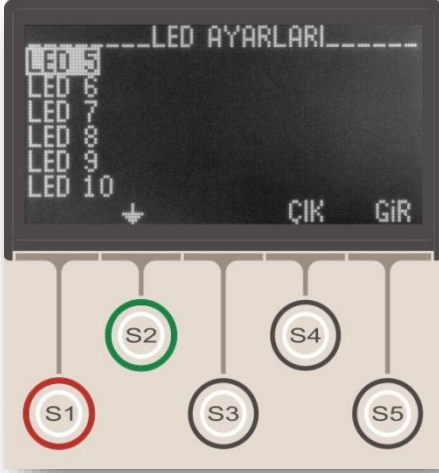 LED AYARLARI
LED 5
LED 6
LED 7
LED 8
LED 9
LED 10
ÇIK GiR
S2 S4
S1 S3 S5